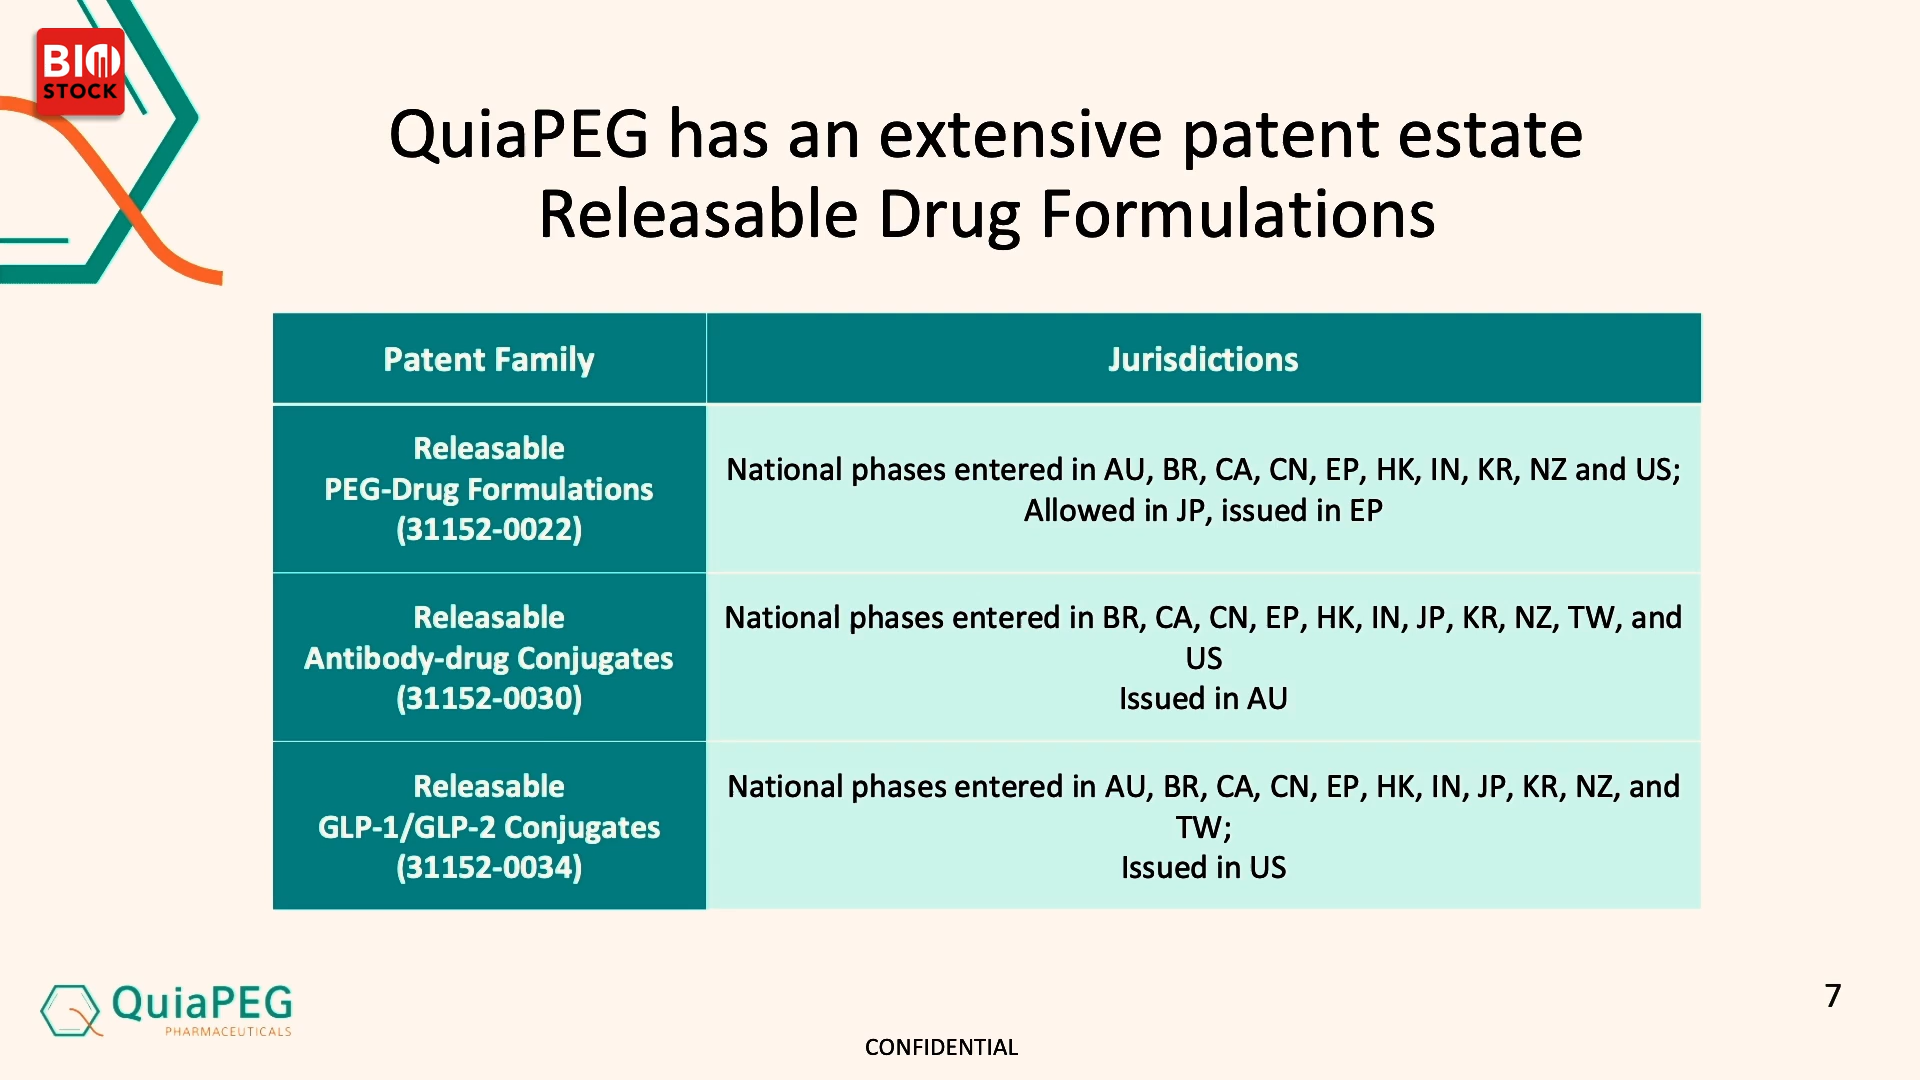 BIO
STOCK
QuiaPEG has an extensive patent estate
Releasable Drug Formulations
Patent Family
Jurisdictions
Releasable
PEG-Drug Formulations
(31152-0022)
National phases entered in AU, BR, CA, CN, EP, HK, IN, KR, NZ and US;
Allowed in JP, issued in EP
Releasable
Antibody-drug Conjugates
(31152-0030)
National phases entered in BR, CA, CN, EP, HK, IN, JP, KR, NZ, TW, and
US
Issued in AU
Releasable
GLP-1/GLP-2 Conjugates
(31152-0034)
National phases entered in AU, BR, CA, CN, EP, HK, IN, JP, KR, NZ, and
TW;
Issued in US
QuiaPEG
PHARMACEUTICALS
CONFIDENTIAL
7